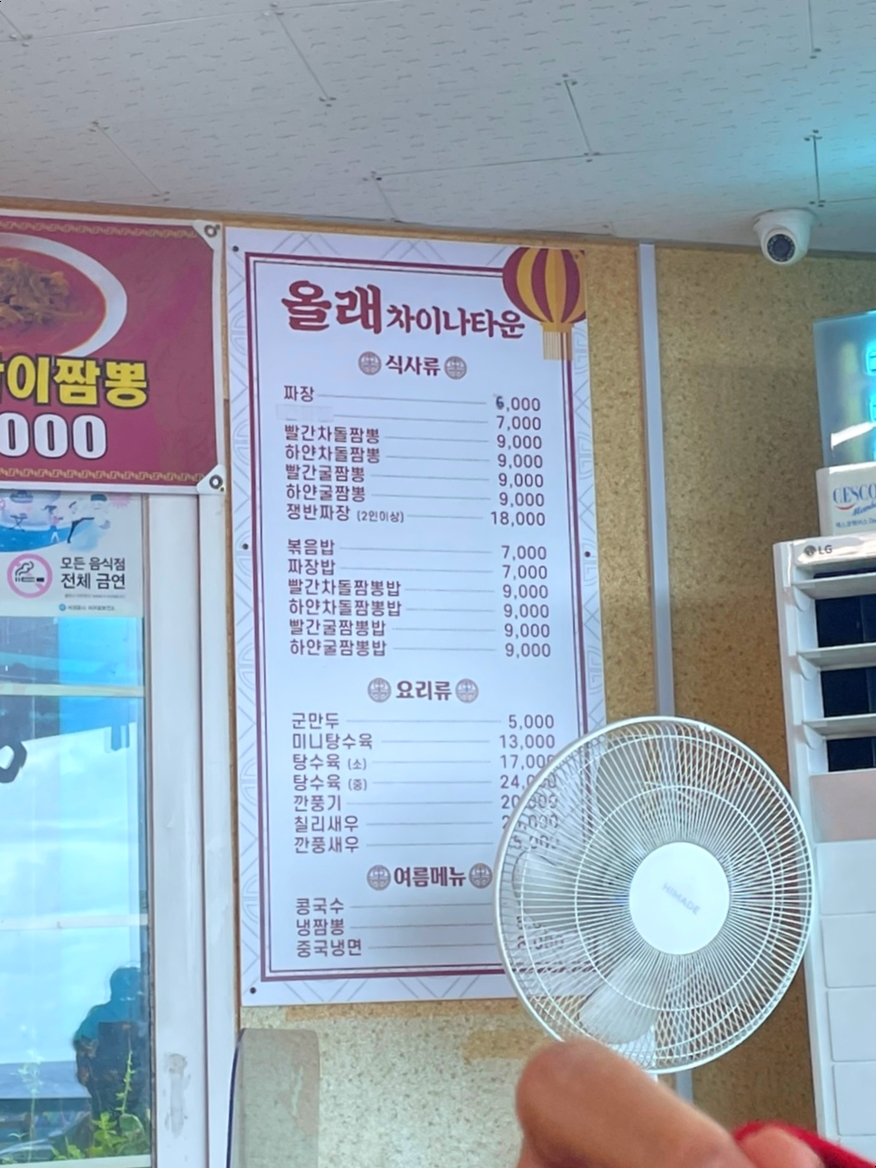 이짬뽕
000
모든 음식점
전체 금연
올래 차이나타운
식사류
짜장 6,000
7,000
빨간차돌짬뽕 9,000
하얀차돌짬뽕 9,000
빨간굴짬뽕 9,000
하얀굴짬뽕 9,000
쟁반짜장 (2인이상) 18,000
볶음밥 7,000
짜장밥 7,000
빨간차돌짬뽕밥 9,000
하얀차돌짬뽕밥 9,000
빨간굴짬뽕밥 9,000
하얀굴짬뽕밥 9,000
요리류
군만두 5,000
미니탕수육 13,000
탕수육 (소) 17,000
탕수육 (중) 24,000
깐풍기
칠리새우
깐풍새우
여름메뉴
콩국수
냉짬뽕
중국냉면
CESCO
LG
HIMADE